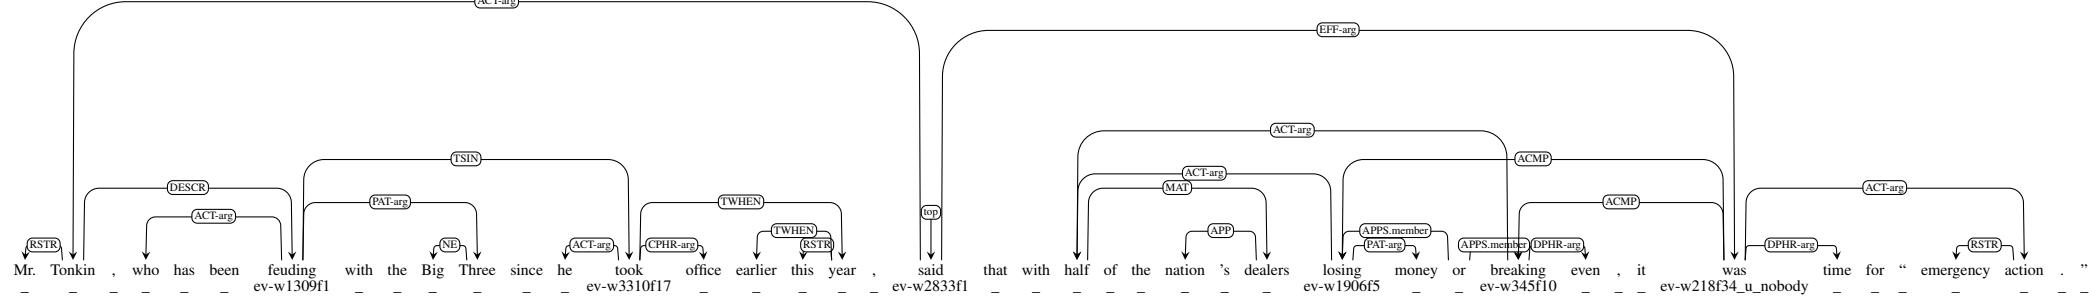 ACT-arg
EFF-arg
ACT-arg
TSIN ACMP
ACT-arg
DESCR MAT ACT-arg
PAT-arg TWHEN ACMP
ACT-arg top
TWHEN APP APPS.member
RSTR NE ACT-arg CPHR-arg RSTR PAT-arg APPS.member DPHR-arg DPHR-arg RSTR
Mr. Tonkin , who has been feuding with the Big Three since he took office earlier this year , said that with half of the nation 's dealers losing money or breaking even , it was time for “ emergency action . ”
_ _ _ _ _ _ ev-w1309f1 _ _ _ _ _ _ ev-w3310f17 _ _ _ _ _ ev-w2833f1 _ _ _ _ _ _ _ _ ev-w1906f5 _ _ ev-w345f10 _ _ _ ev-w218f34_u_nobody _ _ _ _ _ _ _